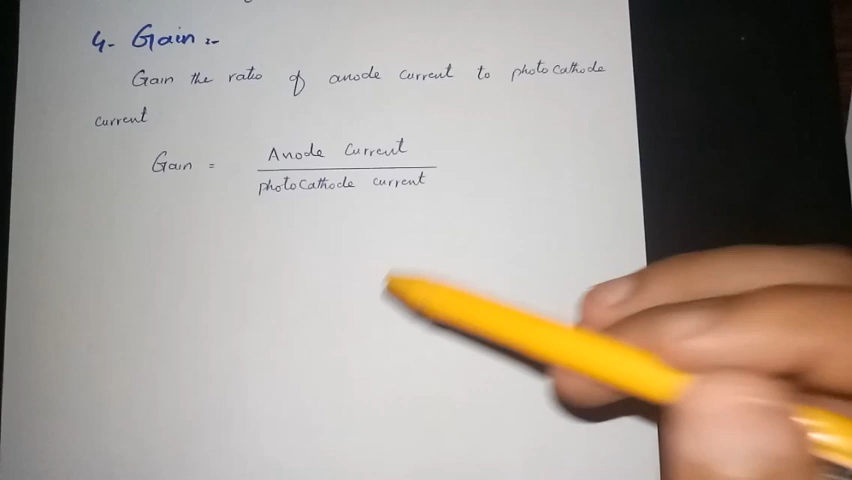 4- Gain :-
Gain the ratio of anode current to photocathode
current
Gain = Anode Current
photocathode current